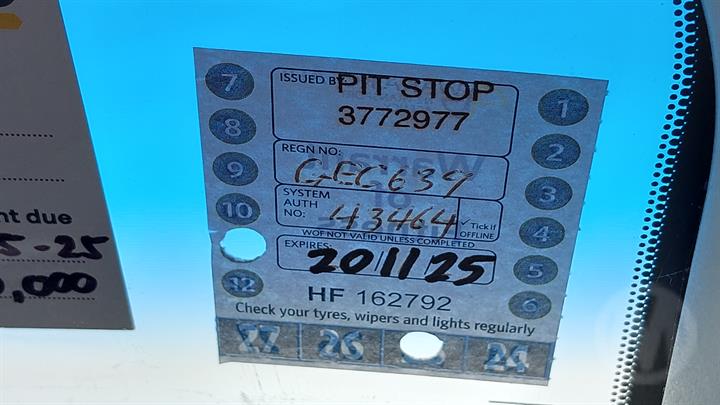 nt due
5-25
0,000
ISSUED BY PIT STOP
3772977
REGN NO:
GEC639
SYSTEM AUTH NO: 43464
✓ Tick if OFFLINE
WOF NOT VALID UNLESS COMPLETED
EXPIRES: 20/11/25
HF 162792
Check your tyres, wipers and lights regularly
7
8
9
10
12
1
2
3
4
5
6
27 26 24